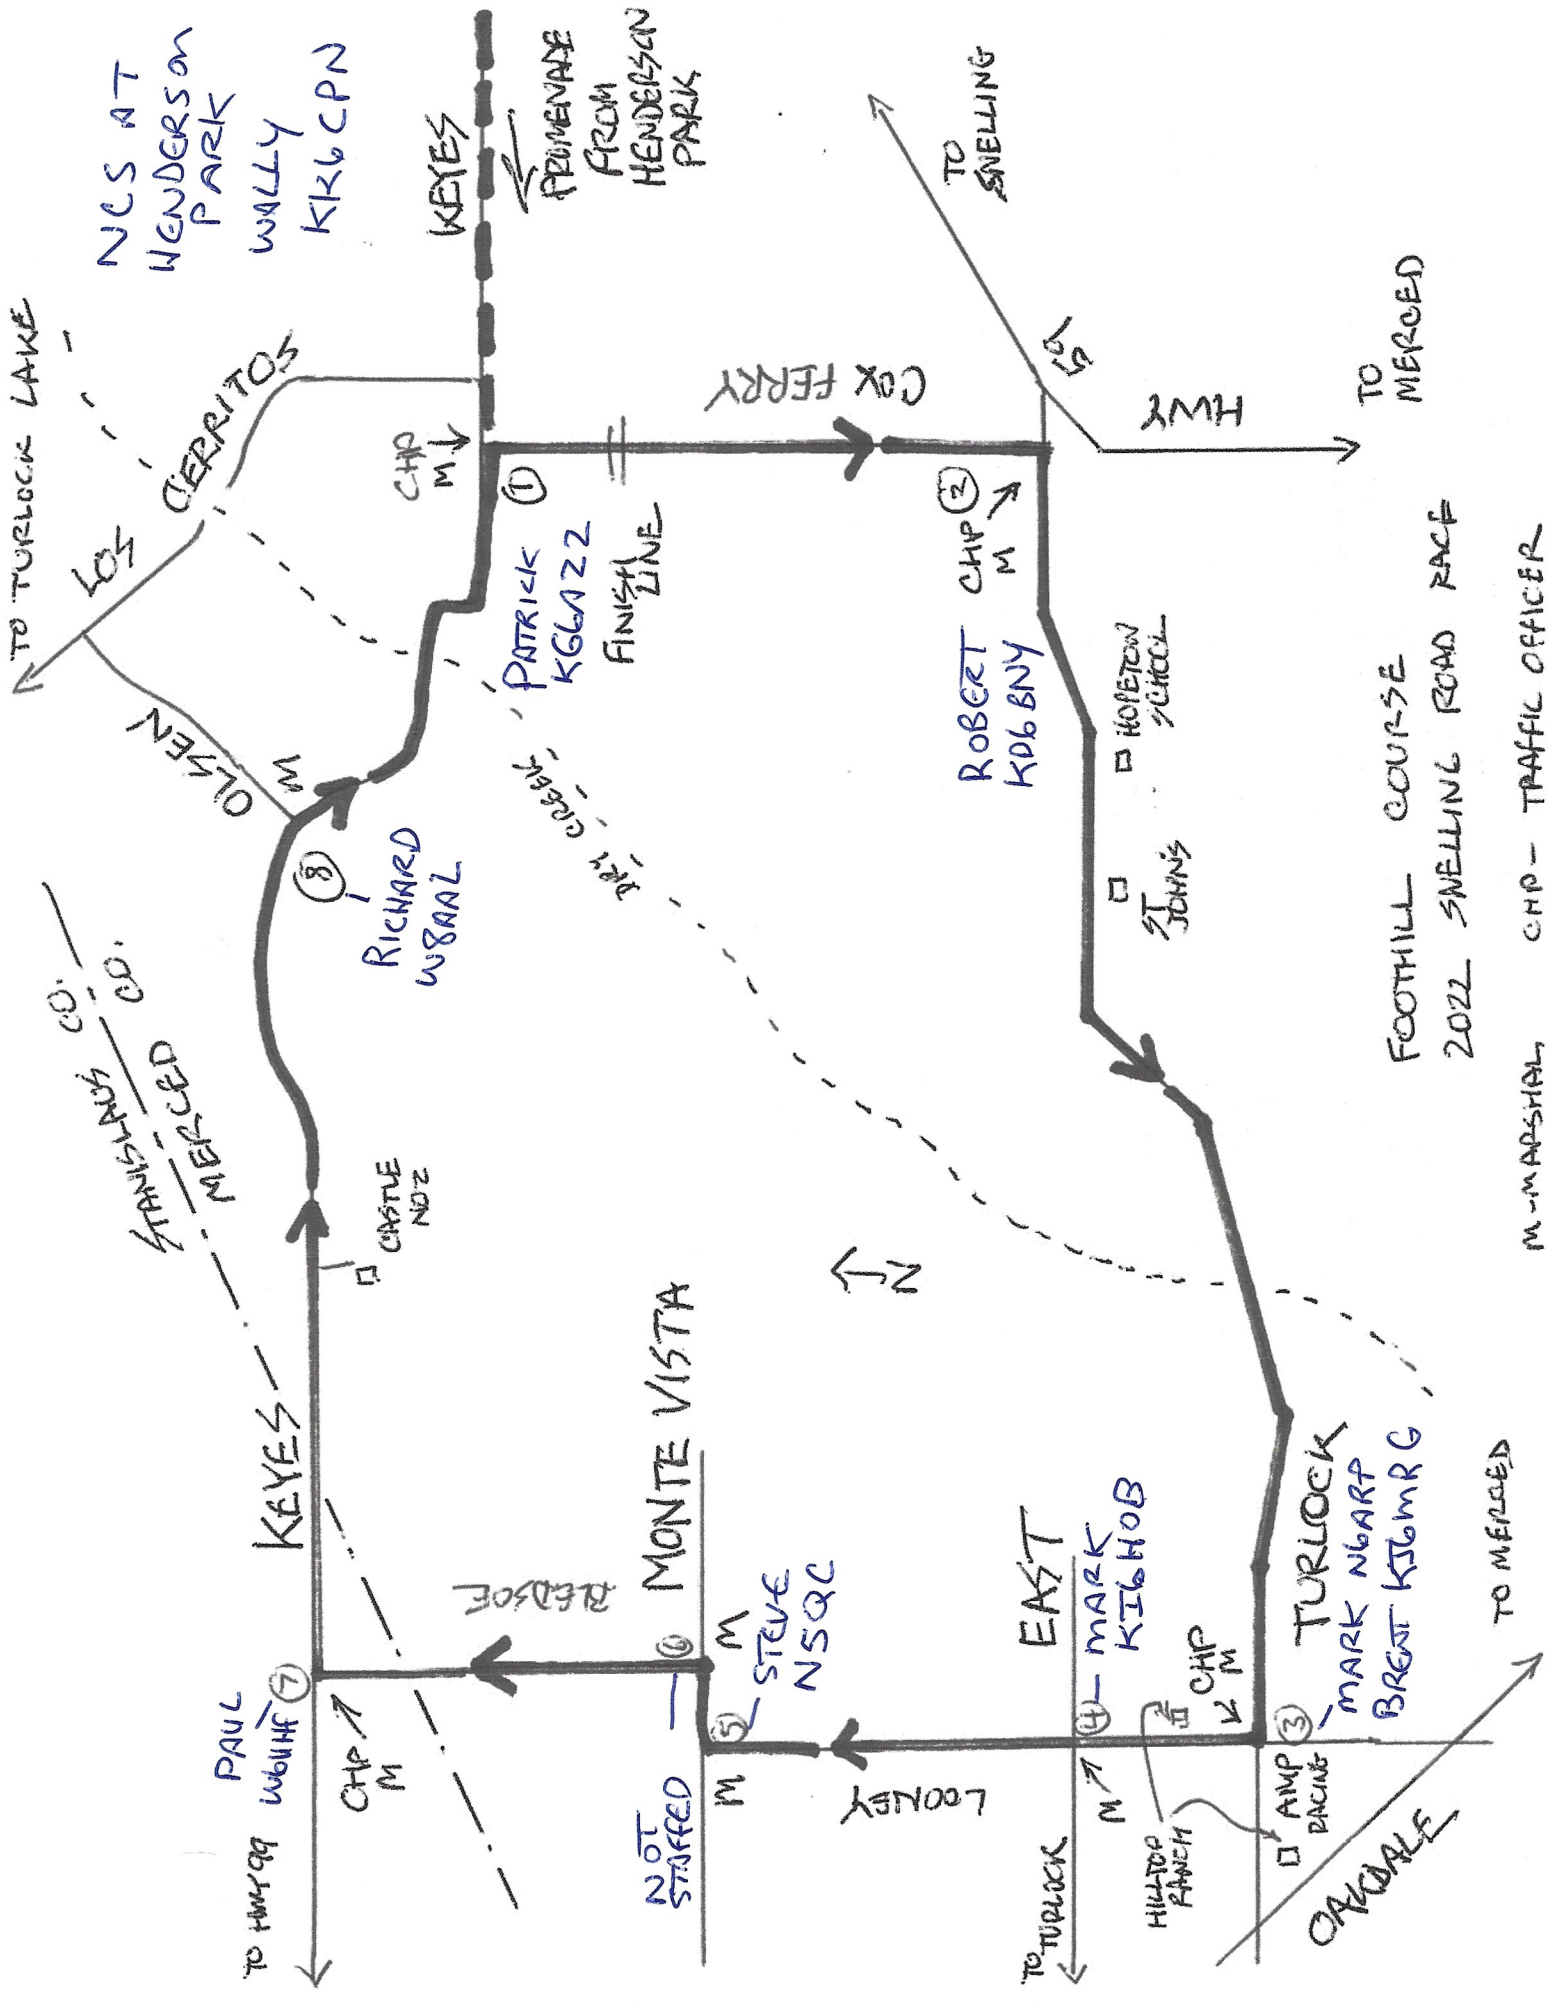 NCS AT
HENDERSON
PARK
WALLY
KK6CPN
TO TURLOCK LAKE
LOS CERRITOS
KEYES
PROMENADE
FROM
HENDERSON
PARK
CHP
M
1
PATRICK
KG6AZZ
FINISH
LINE
COX FERRY
TO
SNELLING
59
HWY
TO
MERCED
2
CHP
M
ROBERT
KD6BNY
HOPETON
SCHOOL
ST
JOHN'S
OLSEN
M
8
RICHARD
W8AAL
DRY CREEK
STANISLAUS CO.
MERCED CO.
CASTLE
NO2
KEYES
PAUL
W6UHF
7
CHP
M
TO HWY 99
BLEDSOE
MONTE VISTA
6
M
NOT
STAFFED
5
STEVE
N5QC
M
N
LOONEY
EAST
4
MARK
KI6HOB
M
TO
TURLOCK
HILLTOP
RANCH
CHP
M
TURLOCK
3
MARK N6ARP
BRENT KJ6MRG
AMP
RACING
OAKDALE
TO MERCED
FOOTHILL COURSE
2022 SNELLING ROAD RACE
M-MARSHAL CHP- TRAFFIC OFFICER